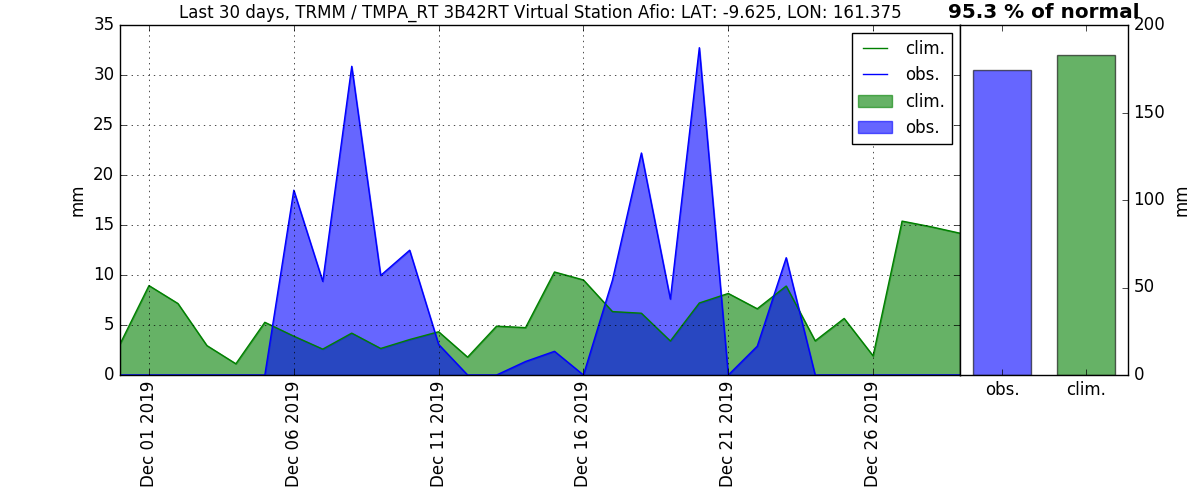 Last 30 days, TRMM / TMPA_RT 3B42RT Virtual Station Afio: LAT: -9.625, LON: 161.375
95.3 % of normal
35
30
25
20
15
10
5
0
mm
clim.
obs.
clim.
obs.
Dec 01 2019
Dec 06 2019
Dec 11 2019
Dec 16 2019
Dec 21 2019
Dec 26 2019
200
150
100
50
0
mm
obs.
clim.